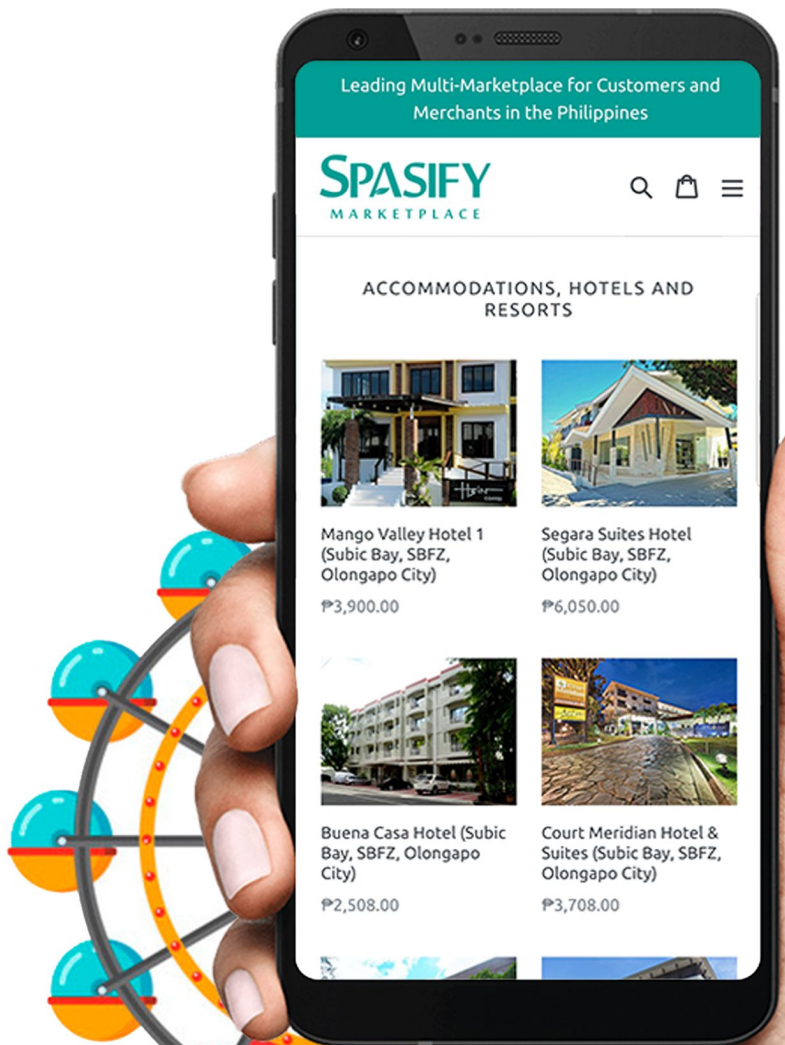 Leading Multi-Marketplace for Customers and
Merchants in the Philippines
SPASIFY
MARKETPLACE
ACCOMMODATIONS, HOTELS AND
RESORTS
Mango Valley Hotel 1
(Subic Bay, SBFZ,
Olongapo City)
₱3,900.00
Segara Suites Hotel
(Subic Bay, SBFZ,
Olongapo City)
₱6,050.00
Buena Casa Hotel (Subic
Bay, SBFZ, Olongapo
City)
₱2,508.00
Court Meridian Hotel &
Suites (Subic Bay, SBFZ,
Olongapo City)
₱3,708.00